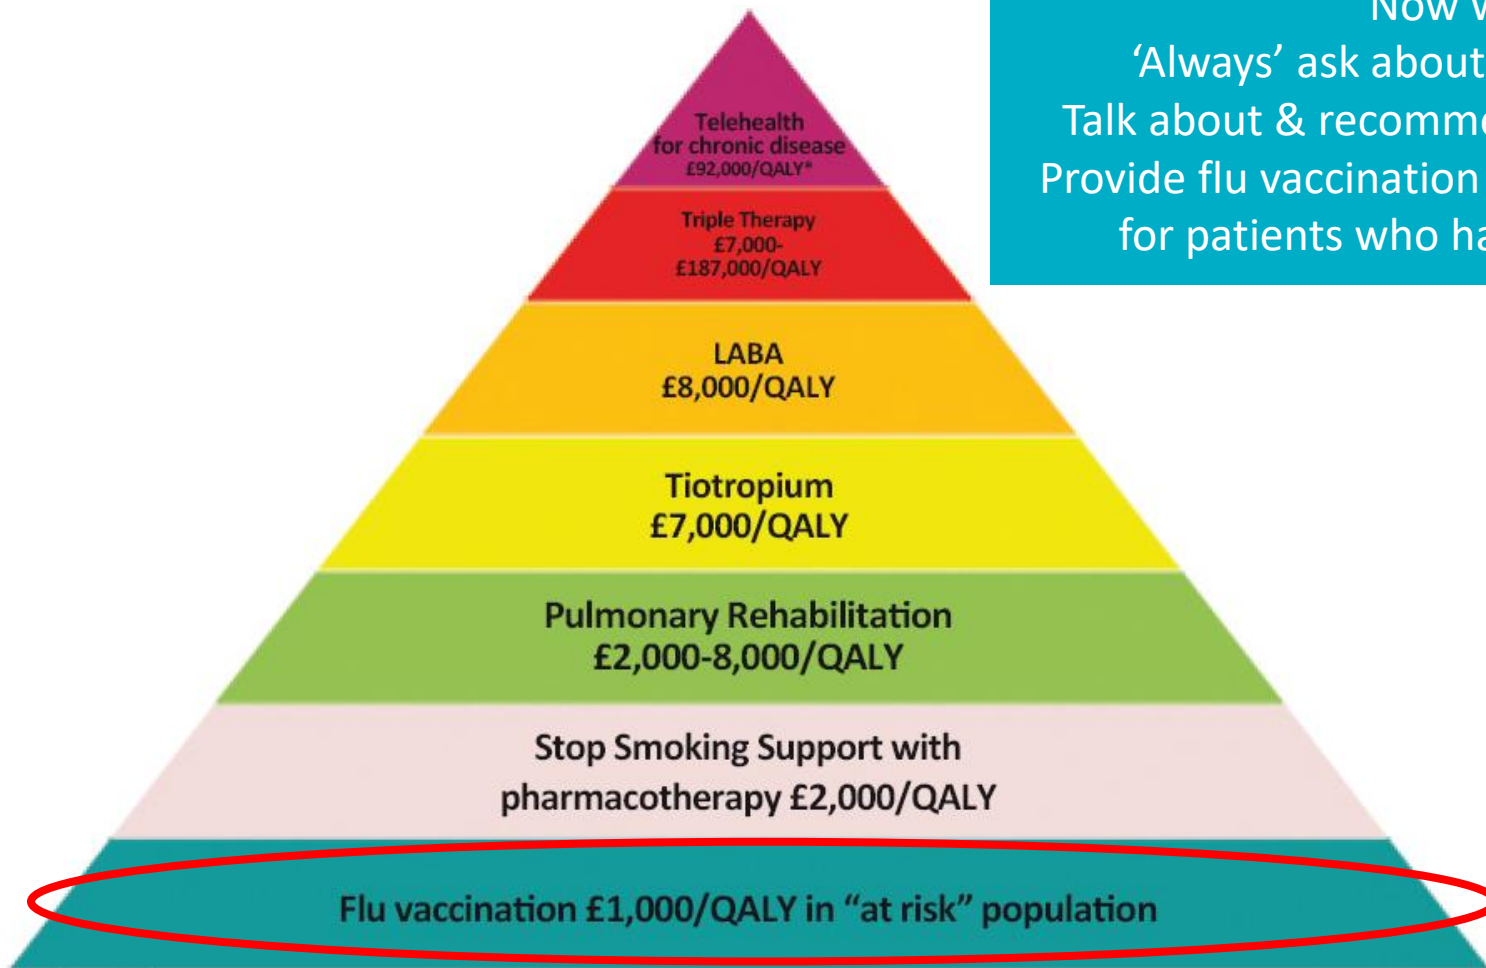 Now
'Always' ask about
Talk about & recomm
Provide flu vaccination
for patients who ha
Telehealth
for chronic disease
£92,000/QALY*
Triple Therapy
£7,000-
£187,000/QALY
LABA
£8,000/QALY
Tiotropium
£7,000/QALY
Pulmonary Rehabilitation
£2,000-8,000/QALY
Stop Smoking Support with
pharmacotherapy £2,000/QALY
Flu vaccination £1,000/QALY in “at risk” population